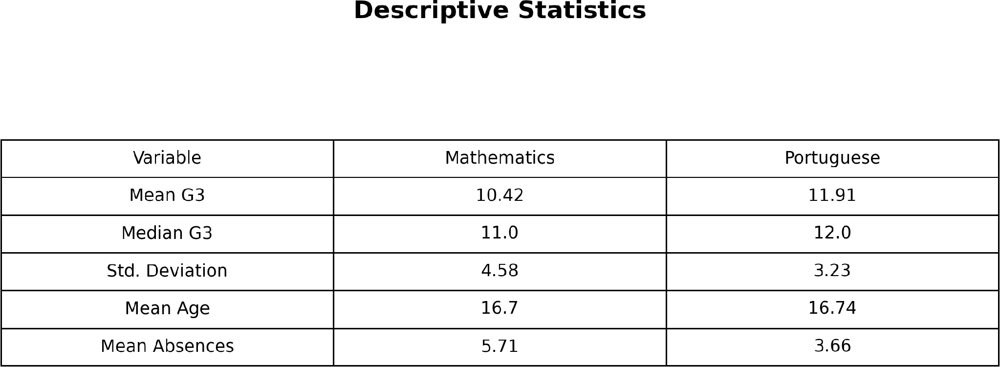 Descriptive Statistics
Variable Mathematics Portuguese
Mean G3 10.42 11.91
Median G3 11.0 12.0
Std. Deviation 4.58 3.23
Mean Age 16.7 16.74
Mean Absences 5.71 3.66